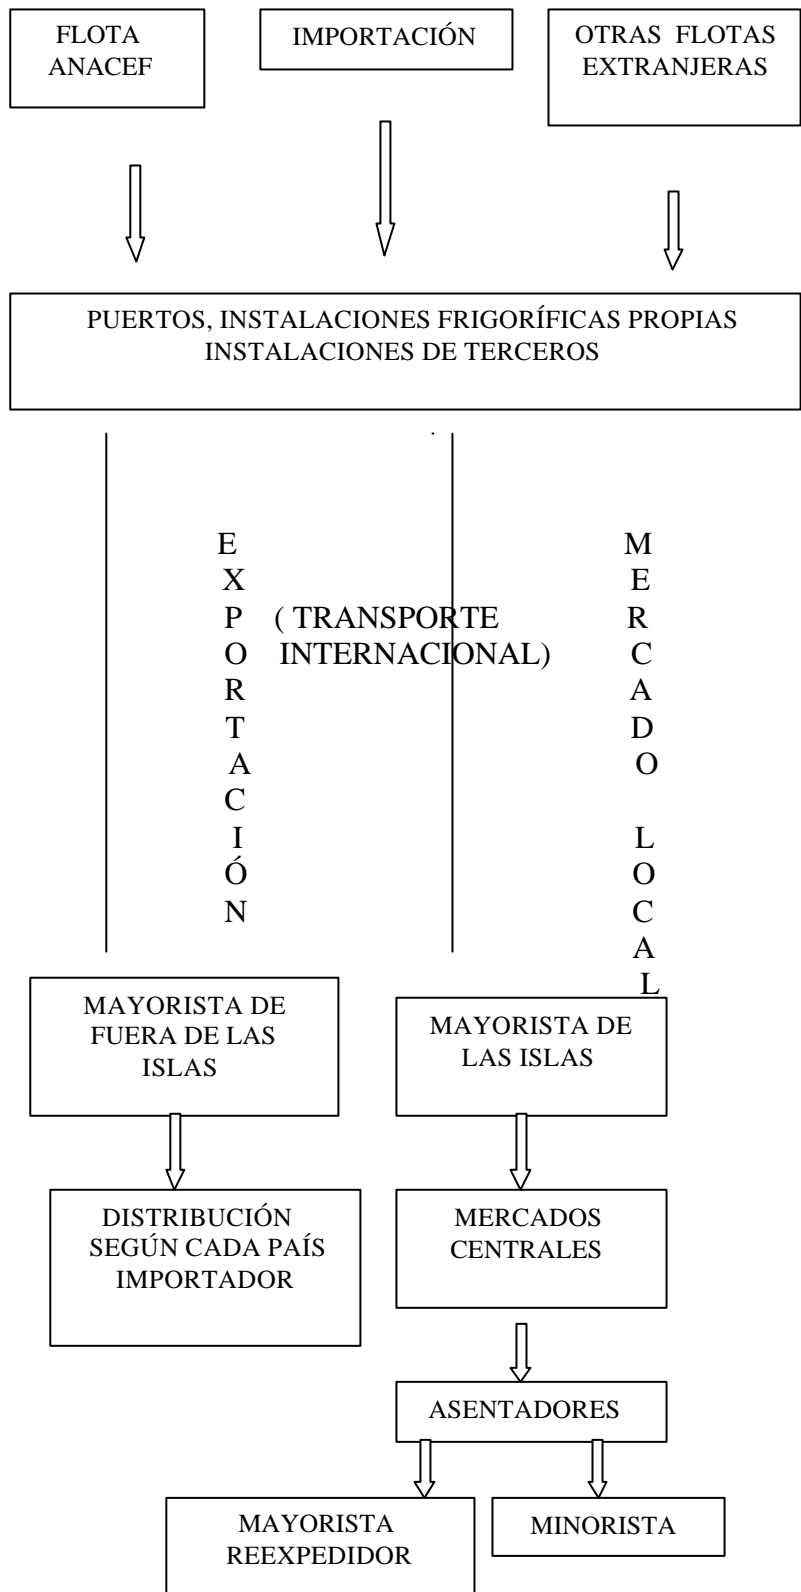 FLOTA
ANACEF
IMPORTACIÓN
OTRAS FLOTAS
EXTRANJERAS
PUERTOS, INSTALACIONES FRIGORÍFICAS PROPIAS
INSTALACIONES DE TERCEROS
EXPORTACIÓN
( TRANSPORTE
INTERNACIONAL)
MERCADO LOCAL
MAYORISTA DE
FUERA DE LAS
ISLAS
MAYORISTA DE
LAS ISLAS
DISTRIBUCIÓN
SEGÚN CADA PAÍS
IMPORTADOR
MERCADOS
CENTRALES
ASENTADORES
MAYORISTA
REEXPEDIDOR
MINORISTA